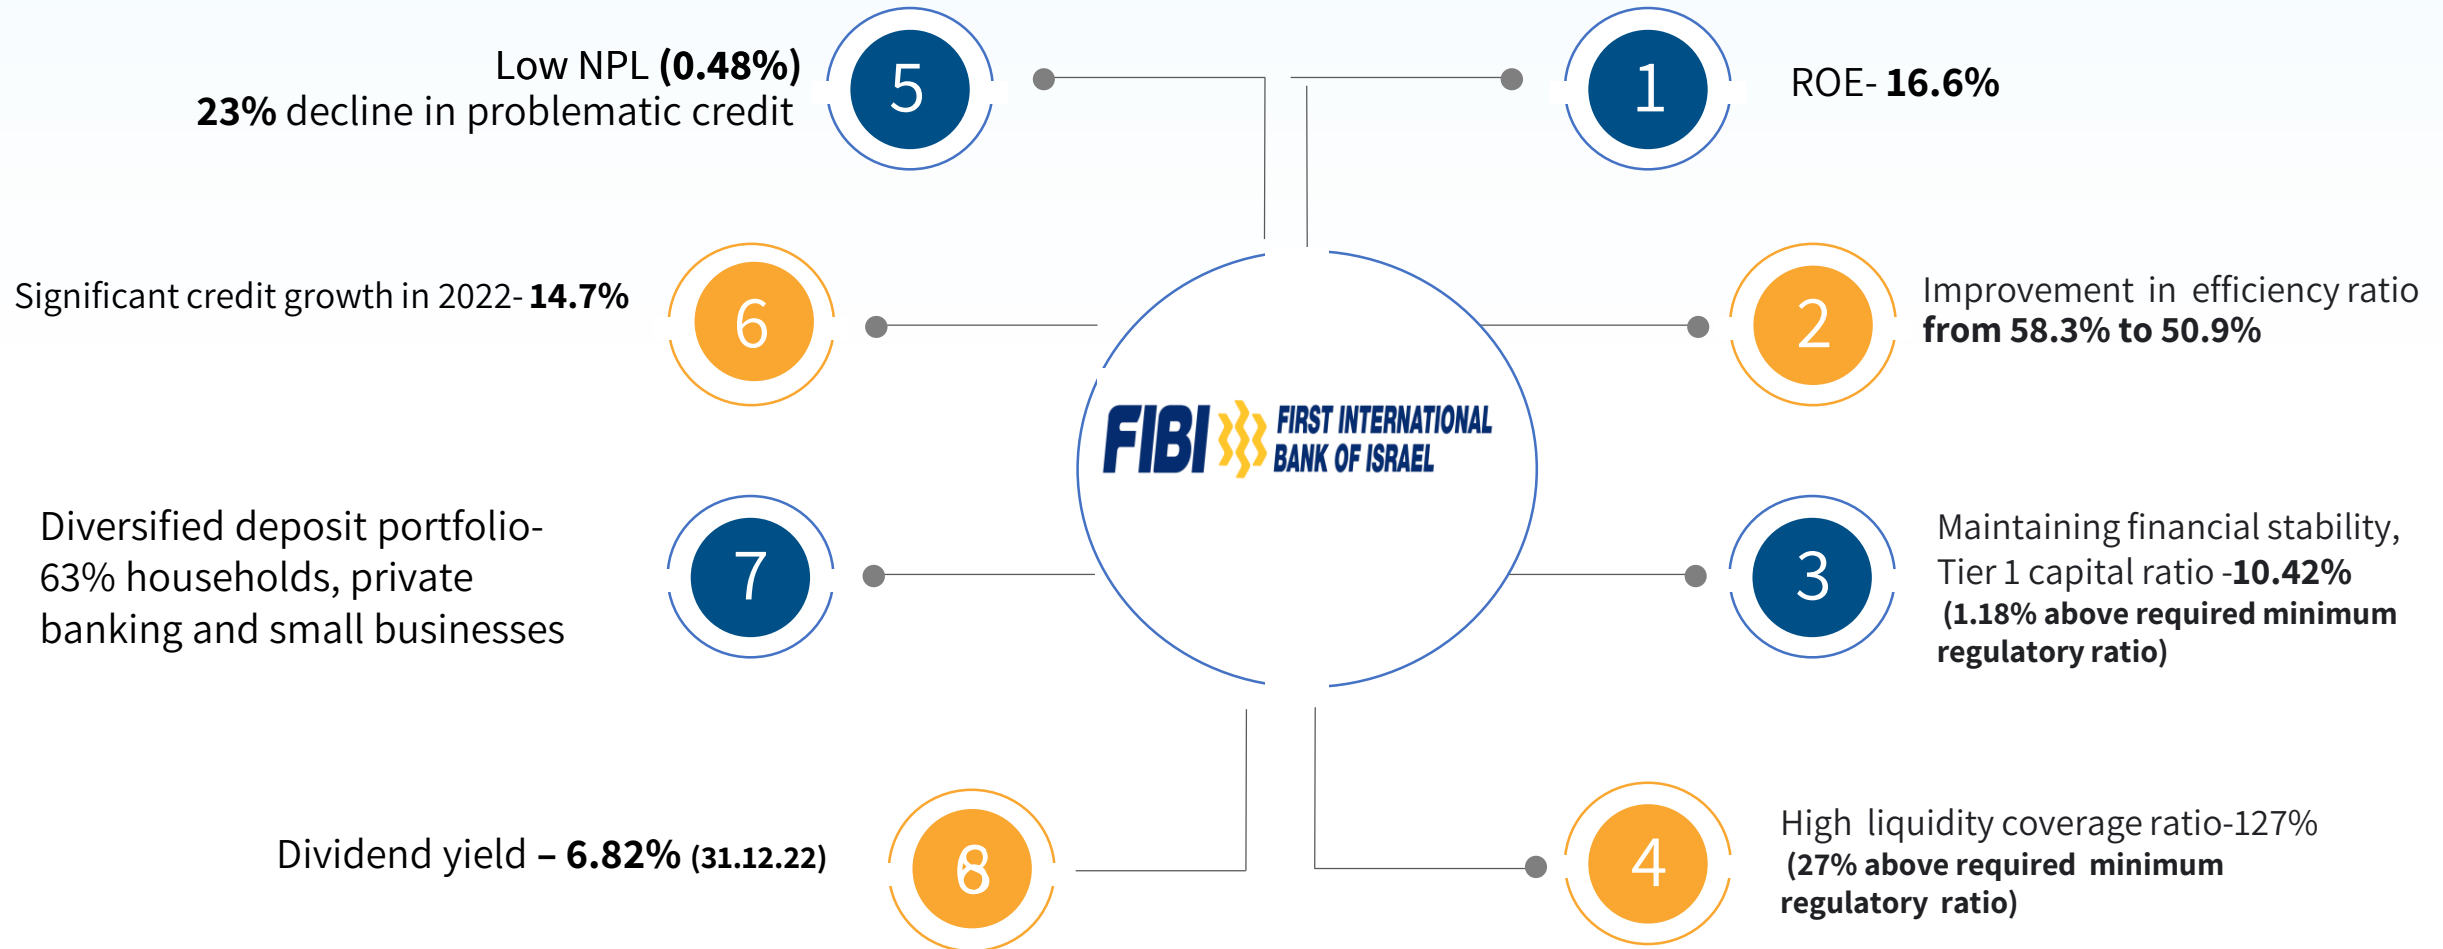 Low NPL (0.48%)
23% decline in problematic credit
5
1
ROE- 16.6%
Significant credit growth in 2022- 14.7%
6
2
Improvement in efficiency ratio
from 58.3% to 50.9%
FIBI
FIRST INTERNATIONAL
BANK OF ISRAEL
Diversified deposit portfolio-
63% households, private
banking and small businesses
7
3
Maintaining financial stability,
Tier 1 capital ratio -10.42%
(1.18% above required minimum
regulatory ratio)
Dividend yield – 6.82% (31.12.22)
8
4
High liquidity coverage ratio-127%
(27% above required minimum
regulatory ratio)